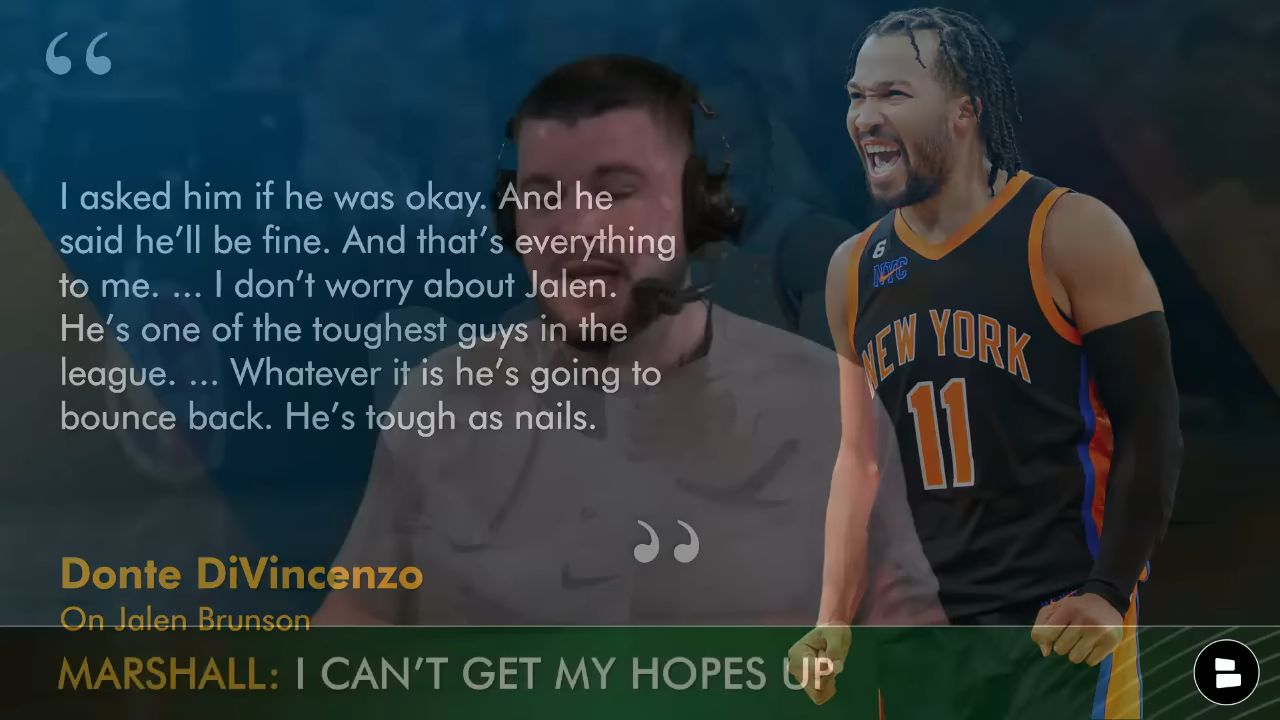 “
I asked him if he was okay. And he
said he’ll be fine. And that’s everything
to me. ... I don’t worry about Jalen.
He’s one of the toughest guys in the
league. ... Whatever it is he’s going to
bounce back. He’s tough as nails.
”
Donte DiVincenzo
On Jalen Brunson
MARSHALL: I CAN’T GET MY HOPES UP
6
NYC
NEW YORK
11